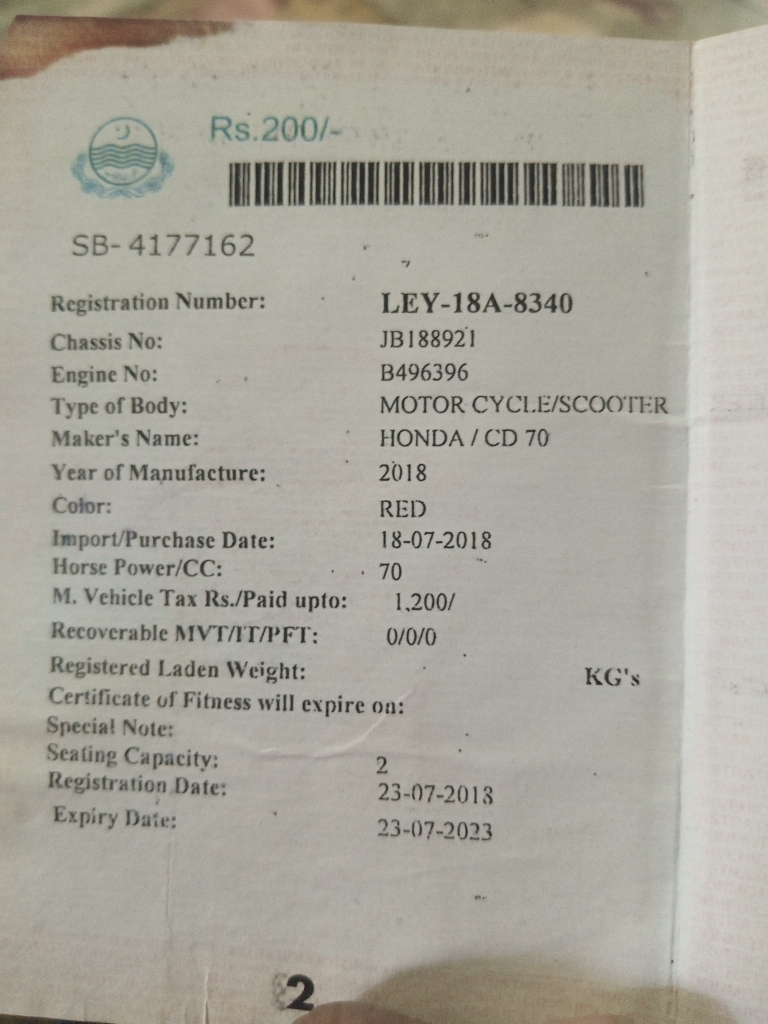 Rs.200/-
SB- 4177162
Registration Number: LEY-18A-8340
Chassis No: JB188921
Engine No: B496396
Type of Body: MOTOR CYCLE/SCOOTER
Maker's Name: HONDA / CD 70
Year of Manufacture: 2018
Color: RED
Import/Purchase Date: 18-07-2018
Horse Power/CC: 70
M. Vehicle Tax Rs./Paid upto: 1,200/
Recoverable MVT/IT/PFT: 0/0/0
Registered Laden Weight: KG's
Certificate of Fitness will expire on:
Special Note:
Seating Capacity: 2
Registration Date: 23-07-2018
Expiry Date: 23-07-2023
2